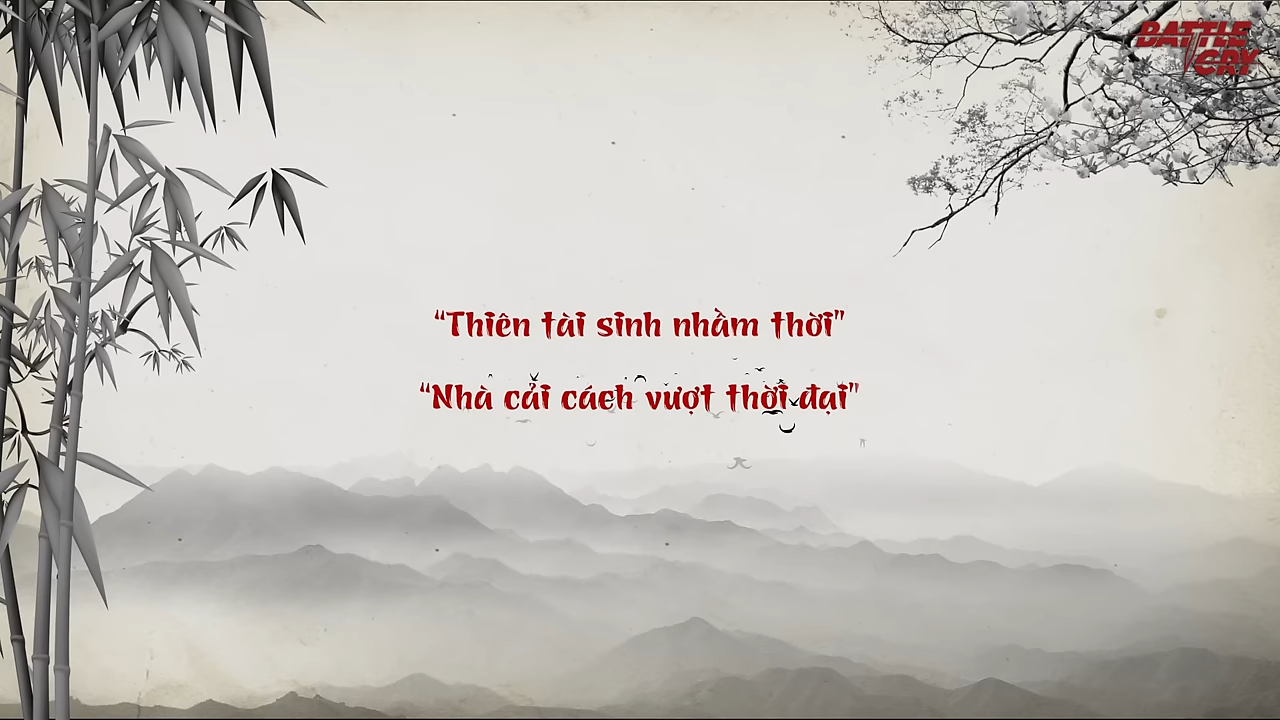 BATTLE
CRY
“Thiên tài sinh nhầm thời”
“Nhà cải cách vượt thời đại”